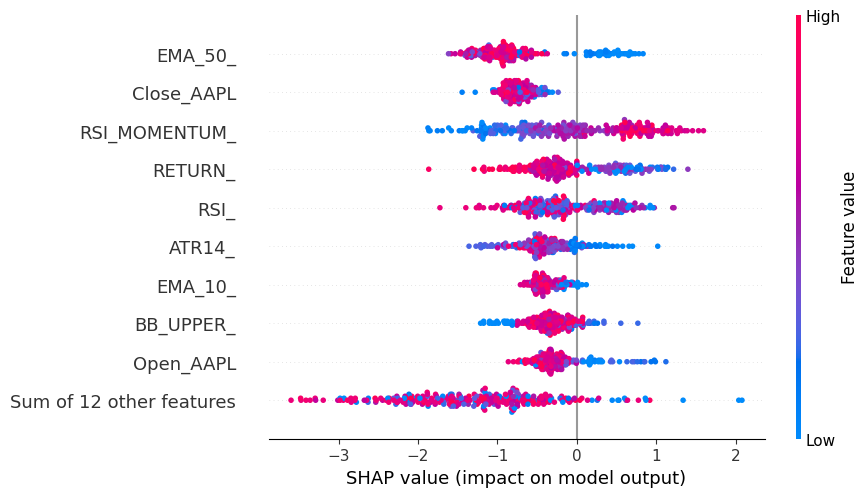 High
EMA_50_
Close_AAPL
RSI_MOMENTUM_
RETURN_
RSI_
ATR14_
EMA_10_
BB_UPPER_
Open_AAPL
Sum of 12 other features
Feature value
Low
−3 −2 −1 0 1 2
SHAP value (impact on model output)